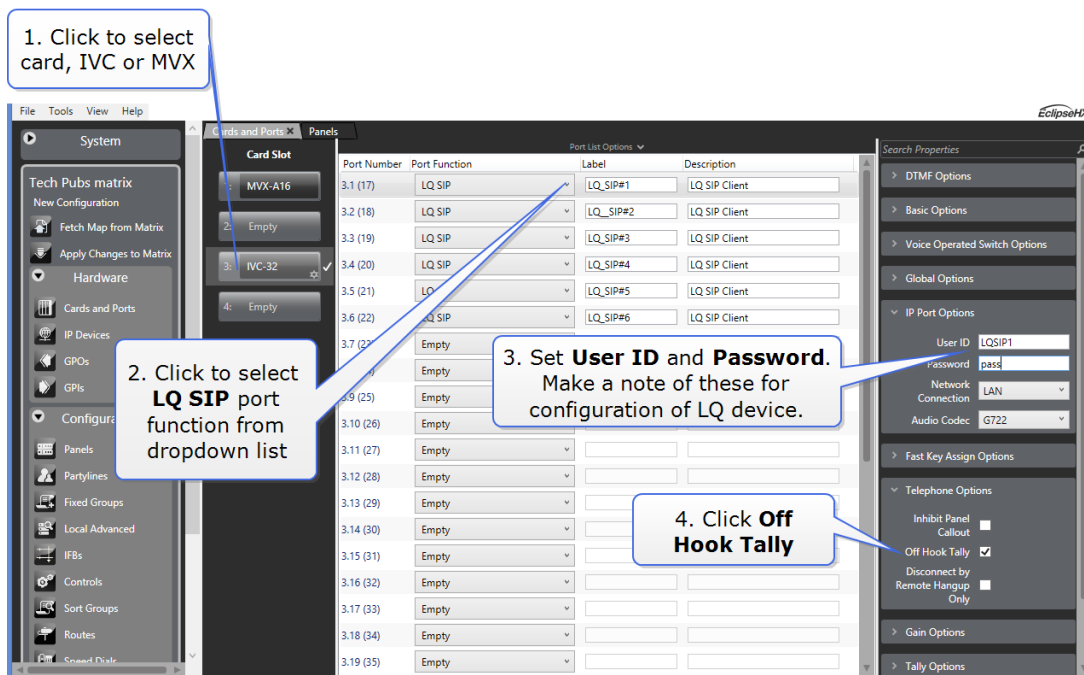 1. Click to select
card, IVC or MVX
File Tools View Help
EclipseHX
System
Cards and Ports × Panels
Tech Pubs matrix
New Configuration
Fetch Map from Matrix
Apply Changes to Matrix
Hardware
Cards and Ports
IP Devices
GPOs
GPIs
Configura
Panels
Partylines
Fixed Groups
Local Advanced
IFBs
Controls
Sort Groups
Routes
Speed Dials
Card Slot
MVX-A16
2: Empty
3: IVC-32
4: Empty
Port List Options
Port Number Port Function Label Description
3.1 (17) LQ SIP LQ_SIP#1 LQ SIP Client
3.2 (18) LQ SIP LQ__SIP#2 LQ SIP Client
3.3 (19) LQ SIP LQ_SIP#3 LQ SIP Client
3.4 (20) LQ SIP LQ_SIP#4 LQ SIP Client
3.5 (21) LQ LQ_SIP#5 LQ SIP Client
3.6 (22) LQ SIP LQ_SIP#6 LQ SIP Client
3.7 Empty
Empty
3.9 (25) Empty
3.10 (26) Empty
3.11 (27) Empty
3.12 (28) Empty
3.13 (29) Empty
3.14 (30) Empty
3.15 (31) Empty
3.16 (32) Empty
3.17 (33) Empty
3.18 (34) Empty
3.19 (35) Empty
2. Click to select
LQ SIP port
function from
dropdown list
3. Set User ID and Password.
Make a note of these for
configuration of LQ device.
4. Click Off
Hook Tally
Search Properties
DTMF Options
Basic Options
Voice Operated Switch Options
Global Options
IP Port Options
User ID LQSIP1
Password pass
Network
Connection LAN
Audio Codec G722
Fast Key Assign Options
Telephone Options
Inhibit Panel
Callout
Off Hook Tally
Disconnect by
Remote Hangup
Only
Gain Options
Tally Options